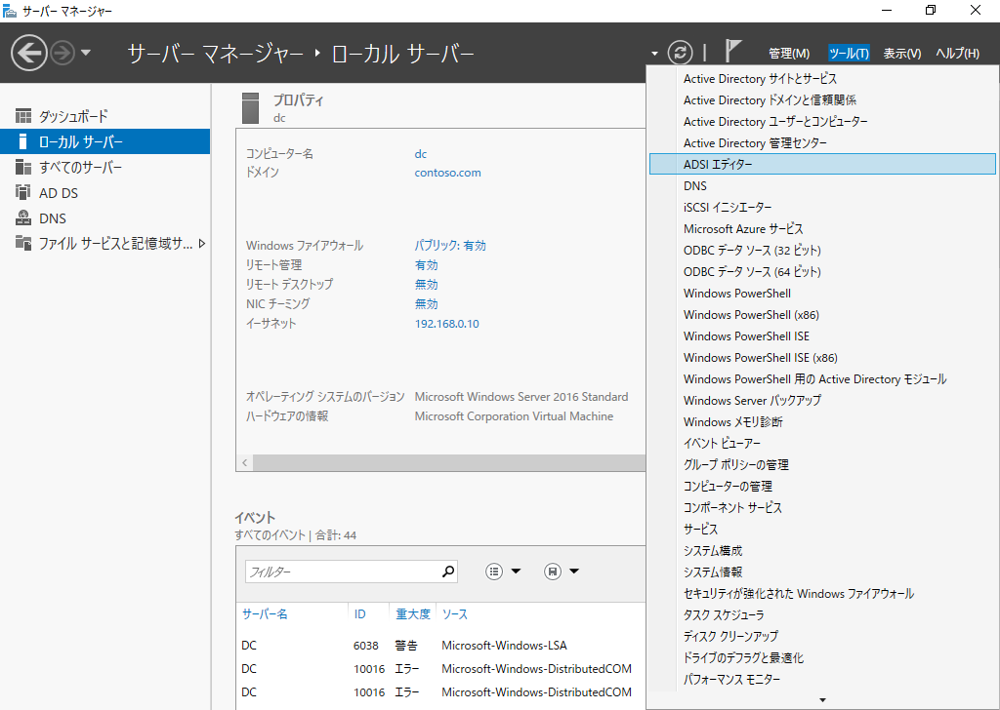 サーバー マネージャー
サーバー マネージャー ‣ ローカル サーバー
管理(M) ツール(T) 表示(V) ヘルプ(H)
ダッシュボード
ローカル サーバー
すべてのサーバー
AD DS
DNS
ファイル サービスと記憶域サ...
プロパティ
dc
コンピューター名 dc
ドメイン contoso.com
Windows ファイアウォール パブリック: 有効
リモート管理 有効
リモート デスクトップ 無効
NIC チーミング 無効
イーサネット 192.168.0.10
オペレーティング システムのバージョン Microsoft Windows Server 2016 Standard
ハードウェアの情報 Microsoft Corporation Virtual Machine
イベント
すべてのイベント | 合計: 44
フィルター
サーバー名 ID 重大度 ソース
DC 6038 警告 Microsoft-Windows-LSA
DC 10016 エラー Microsoft-Windows-DistributedCOM
DC 10016 エラー Microsoft-Windows-DistributedCOM
Active Directory サイトとサービス
Active Directory ドメインと信頼関係
Active Directory ユーザーとコンピューター
Active Directory 管理センター
ADSI エディター
DNS
iSCSI イニシエーター
Microsoft Azure サービス
ODBC データ ソース (32 ビット)
ODBC データ ソース (64 ビット)
Windows PowerShell
Windows PowerShell (x86)
Windows PowerShell ISE
Windows PowerShell ISE (x86)
Windows PowerShell 用の Active Directory モジュール
Windows Server バックアップ
Windows メモリ診断
イベント ビューアー
グループ ポリシーの管理
コンピューターの管理
コンポーネント サービス
サービス
システム構成
システム情報
セキュリティが強化された Windows ファイアウォール
タスク スケジューラ
ディスク クリーンアップ
ドライブのデフラグと最適化
パフォーマンス モニター